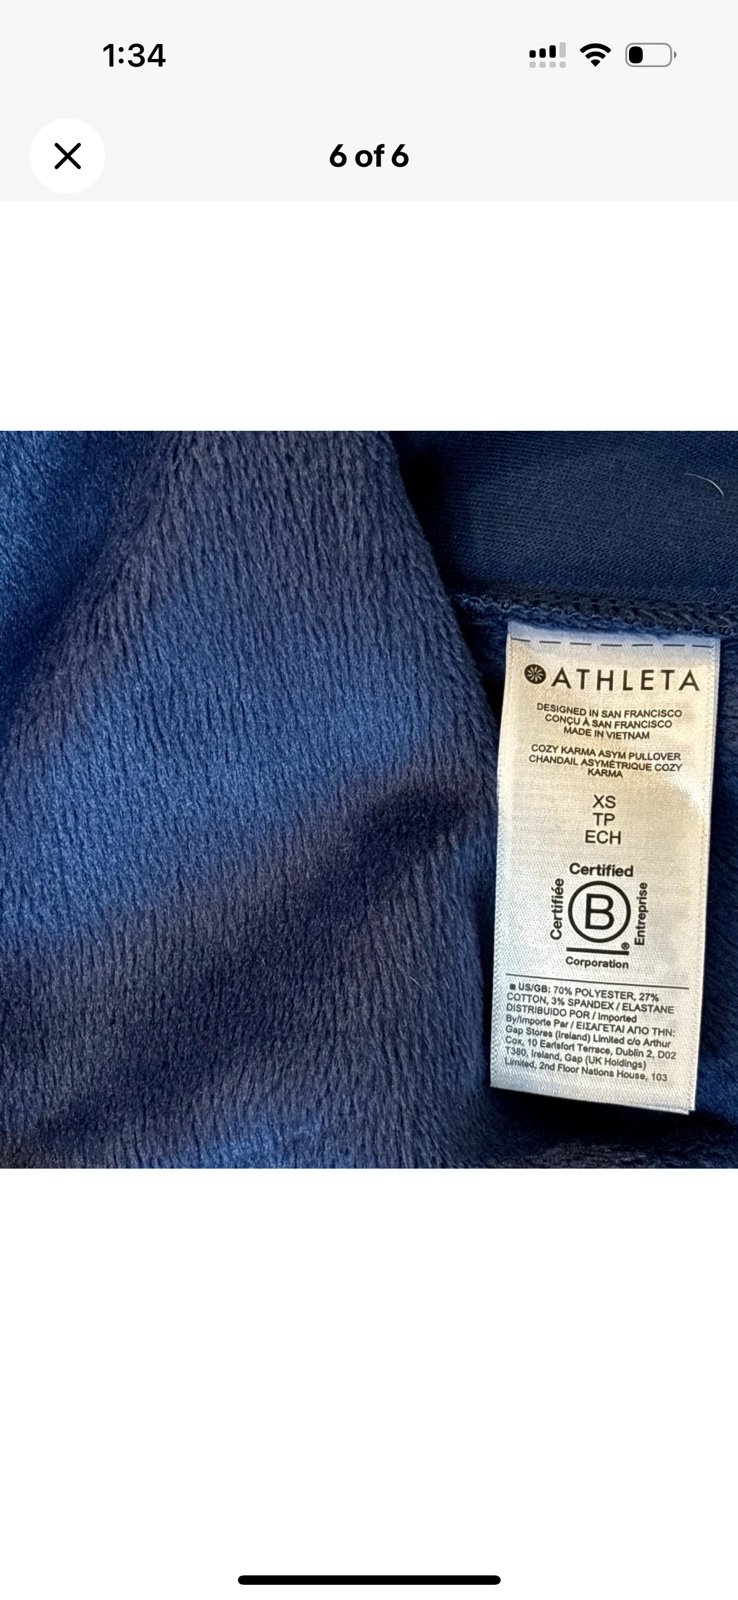 1:34
6 of 6
ATHLETA
DESIGNED IN SAN FRANCISCO
CONÇU À SAN FRANCISCO
MADE IN VIETNAM
COZY KARMA ASYM PULLOVER
CHANDAIL ASYMÉTRIQUE COZY
KARMA
XS
TP
ECH
Certified
Certifiée
B
®
Entreprise
Corporation
US/GB: 70% POLYESTER, 27%
COTTON, 3% SPANDEX / ELASTANE
DISTRIBUIDO POR / Imported
By/Importe Par / ΕΙΣΑΓΕΤΑΙ ΑΠΟ ΤΗΝ:
Gap Stores (Ireland) Limited c/o Arthur
Cox, 10 Earlsfort Terrace, Dublin 2, D02
T380, Ireland, Gap (UK Holdings)
Limited, 2nd Floor Nations House, 103